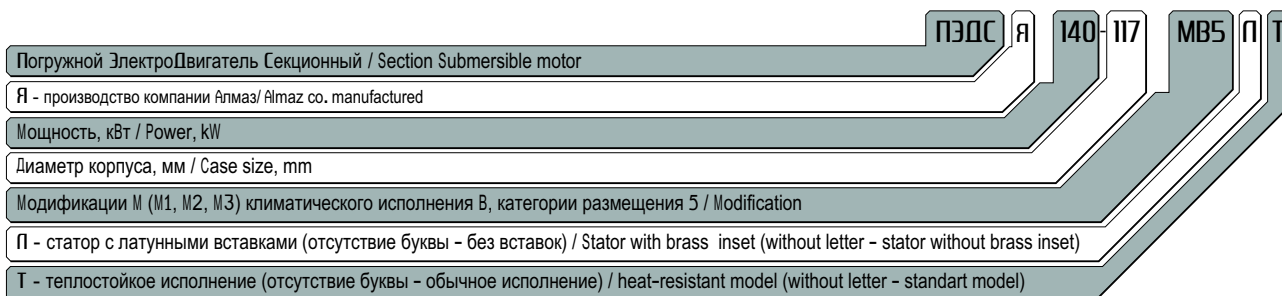 ПЭДС Я 140-117 МВ5 Л Т
Погружной ЭлектроДвигатель Секционный / Section Submersible motor
Я - производство компании Алмаз/ Almaz co. manufactured
Мощность, кВт / Power, kW
Диаметр корпуса, мм / Case size, mm
Модификации М (М1, М2, М3) климатического исполнения В, категории размещения 5 / Modification
Л - статор с латунными вставками (отсутствие буквы - без вставок) / Stator with brass inset (without letter - stator without brass inset)
Т - теплостойкое исполнение (отсутствие буквы - обычное исполнение) / heat-resistant model (without letter - standart model)